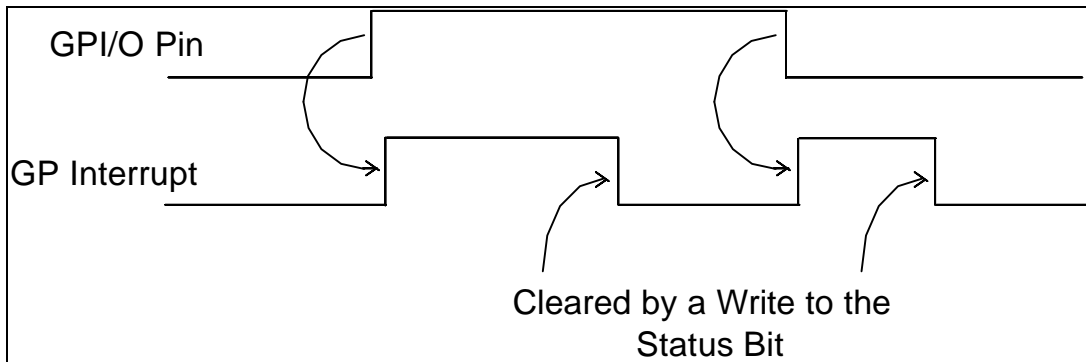 GPI/O Pin
GP Interrupt
Cleared by a Write to the
Status Bit